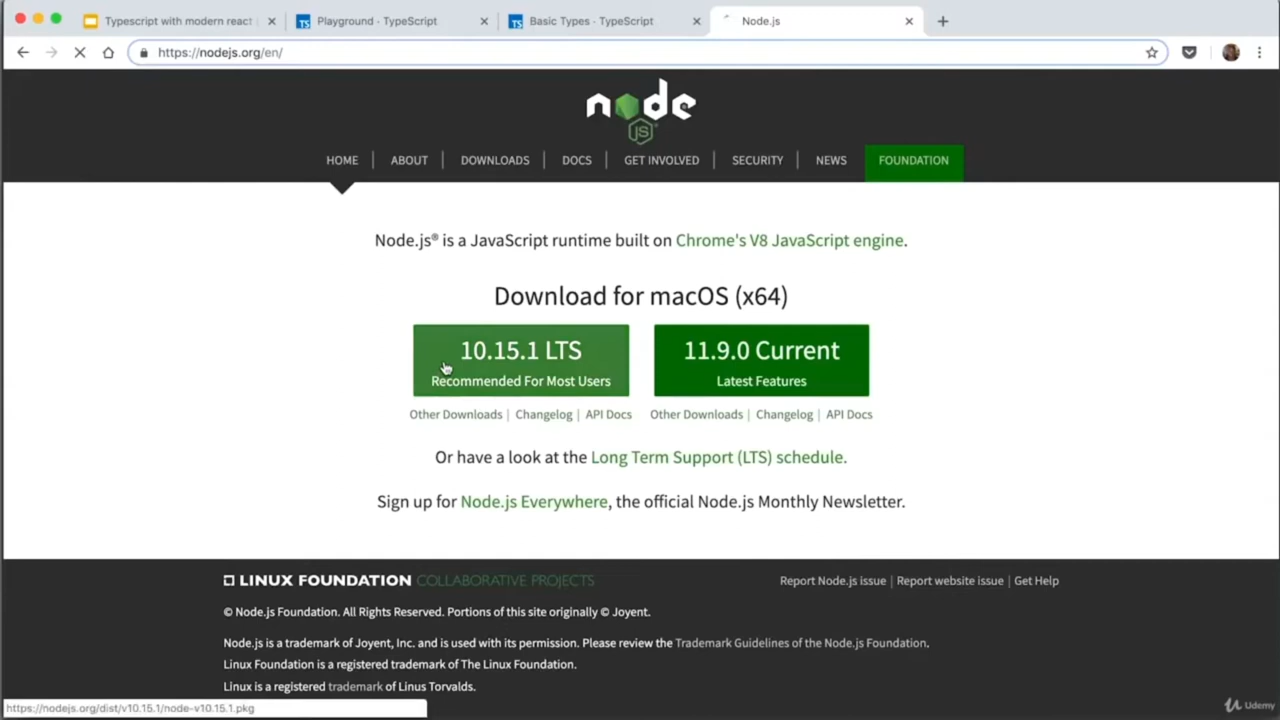 Typescript with modern react
Playground · TypeScript
Basic Types · TypeScript
Node.js
https://nodejs.org/en/
node
JS
HOME | ABOUT | DOWNLOADS | DOCS | GET INVOLVED | SECURITY | NEWS FOUNDATION
Node.js® is a JavaScript runtime built on Chrome's V8 JavaScript engine.
Download for macOS (x64)
10.15.1 LTS
Recommended For Most Users
11.9.0 Current
Latest Features
Other Downloads | Changelog | API Docs
Other Downloads | Changelog | API Docs
Or have a look at the Long Term Support (LTS) schedule.
Sign up for Node.js Everywhere, the official Node.js Monthly Newsletter.
LINUX FOUNDATION COLLABORATIVE PROJECTS
Report Node.js issue | Report website issue | Get Help
© Node.js Foundation. All Rights Reserved. Portions of this site originally © Joyent.
Node.js is a trademark of Joyent, Inc. and is used with its permission. Please review the Trademark Guidelines of the Node.js Foundation.
Linux Foundation is a registered trademark of The Linux Foundation.
Linux is a registered trademark of Linus Torvalds.
https://nodejs.org/dist/v10.15.1/node-v10.15.1.pkg
Udemy